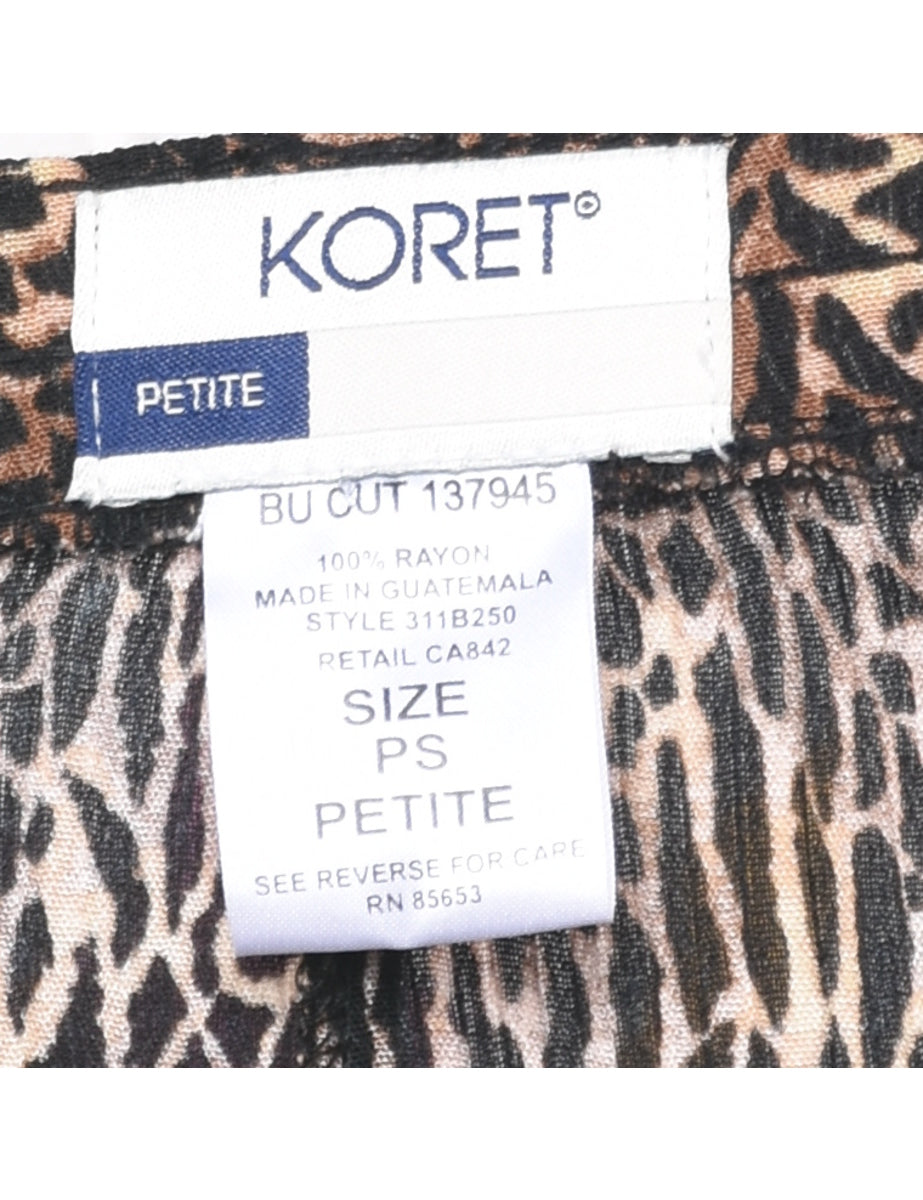 KORET®
PETITE
BU CUT 137945
100% RAYON
MADE IN GUATEMALA
STYLE 311B250
RETAIL CA842
SIZE
PS
PETITE
SEE REVERSE FOR CARE
RN 85653